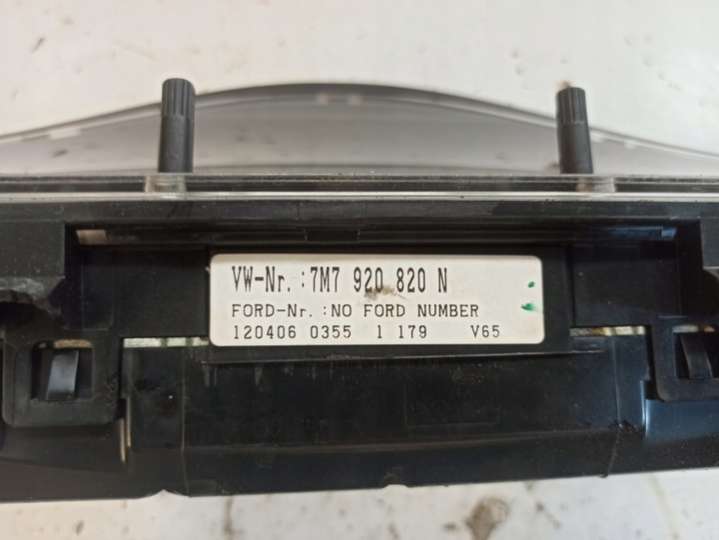 VW-Nr. :7M7 920 820 N
FORD-Nr. :NO FORD NUMBER
120406 0355 1 179 V65